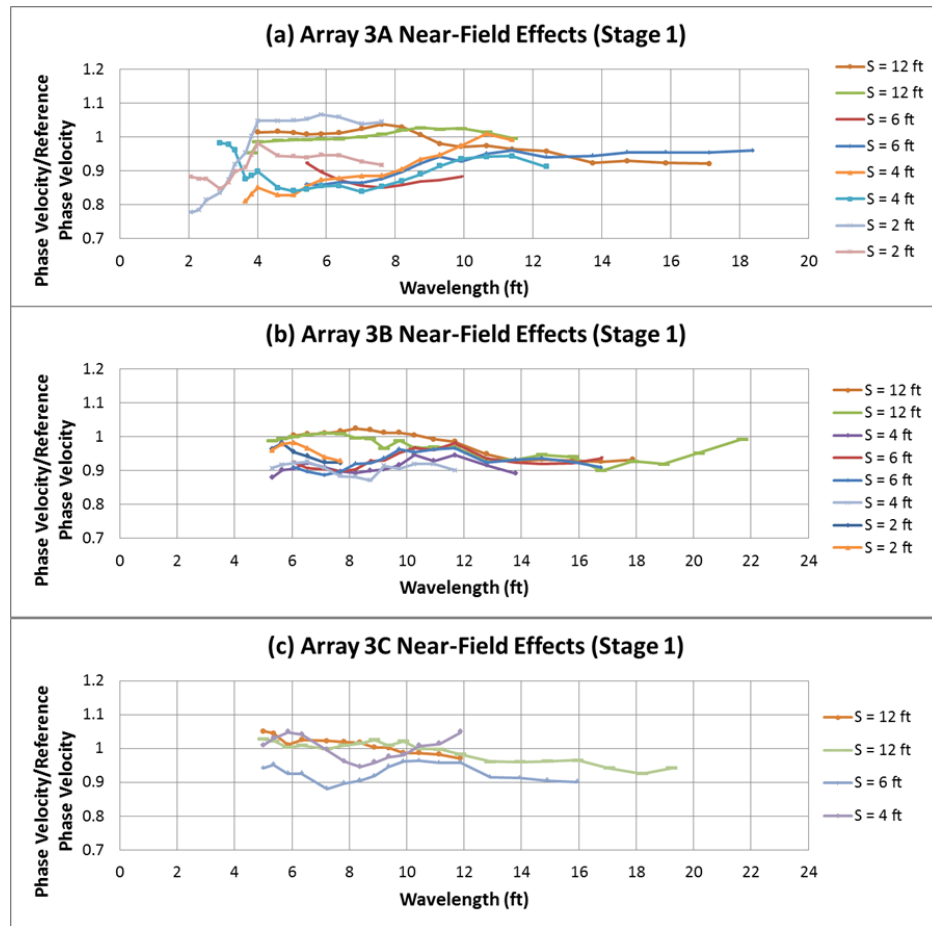 (a) Array 3A Near-Field Effects (Stage 1)
Phase Velocity/Reference
Phase Velocity
1.2
1.1
1
0.9
0.8
0.7
0 2 4 6 8 10 12 14 16 18 20
Wavelength (ft)
S = 12 ft
S = 12 ft
S = 6 ft
S = 6 ft
S = 4 ft
S = 4 ft
S = 2 ft
S = 2 ft
(b) Array 3B Near-Field Effects (Stage 1)
Phase Velocity/Reference
Phase Velocity
1.2
1.1
1
0.9
0.8
0.7
0 2 4 6 8 10 12 14 16 18 20 22 24
Wavelength (ft)
S = 12 ft
S = 12 ft
S = 4 ft
S = 6 ft
S = 6 ft
S = 4 ft
S = 2 ft
S = 2 ft
(c) Array 3C Near-Field Effects (Stage 1)
Phase Velocity/Reference
Phase Velocity
1.2
1.1
1
0.9
0.8
0.7
0 2 4 6 8 10 12 14 16 18 20 22 24
Wavelength (ft)
S = 12 ft
S = 12 ft
S = 6 ft
S = 4 ft